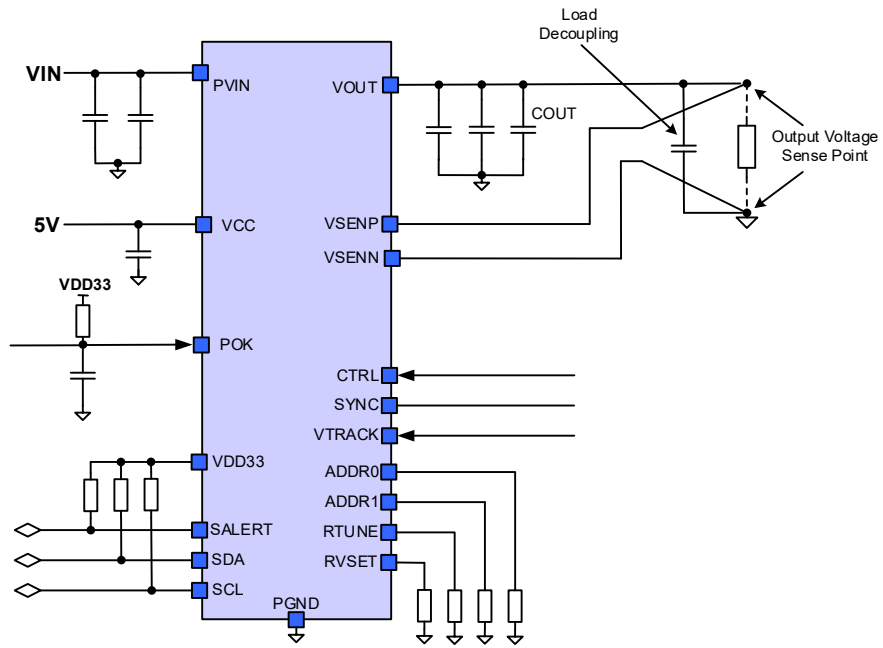 Load
Decoupling
VIN
PVIN
VOUT
COUT
Output Voltage
Sense Point
5V
VCC
VSENP
VSENN
VDD33
POK
CTRL
SYNC
VTRACK
VDD33
ADDR0
ADDR1
SALERT
RTUNE
SDA
RVSET
SCL
PGND